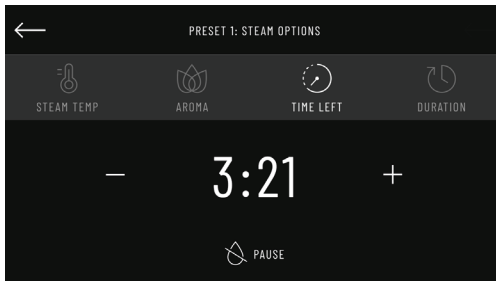 PRESET 1: STEAM OPTIONS
STEAM TEMP
AROMA
TIME LEFT
DURATION
3:21
PAUSE